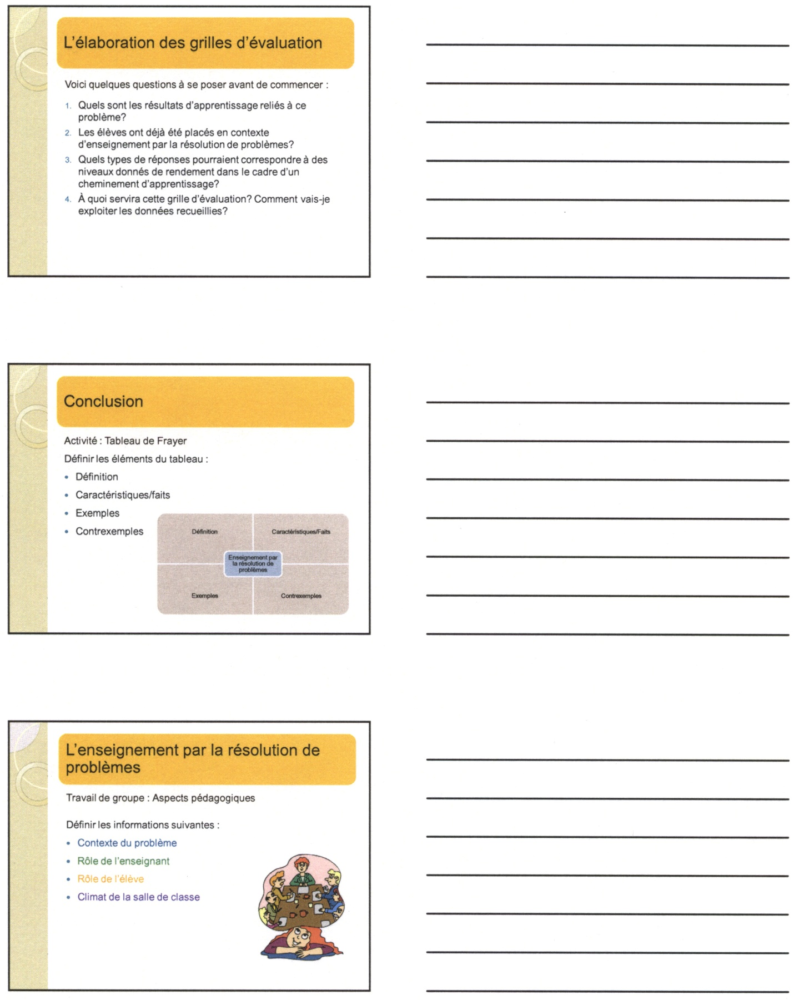 L'élaboration des grilles d'évaluation
Voici quelques questions à se poser avant de commencer :
1. Quels sont les résultats d'apprentissage reliés à ce
problème?
2. Les élèves ont déjà été placés en contexte
d'enseignement par la résolution de problèmes?
3. Quels types de réponses pourraient correspondre à des
niveaux donnés de rendement dans le cadre d'un
cheminement d'apprentissage?
4. À quoi servira cette grille d'évaluation? Comment vais-je
exploiter les données recueillies?
Conclusion
Activité : Tableau de Frayer
Définir les éléments du tableau :
• Définition
• Caractéristiques/faits
• Exemples
• Contrexemples
Définition
Caractéristiques/Faits
Enseignement par
la résolution de
problèmes
Exemples
Contrexemples
L'enseignement par la résolution de
problèmes
Travail de groupe : Aspects pédagogiques
Définir les informations suivantes :
• Contexte du problème
• Rôle de l'enseignant
• Rôle de l'élève
• Climat de la salle de classe